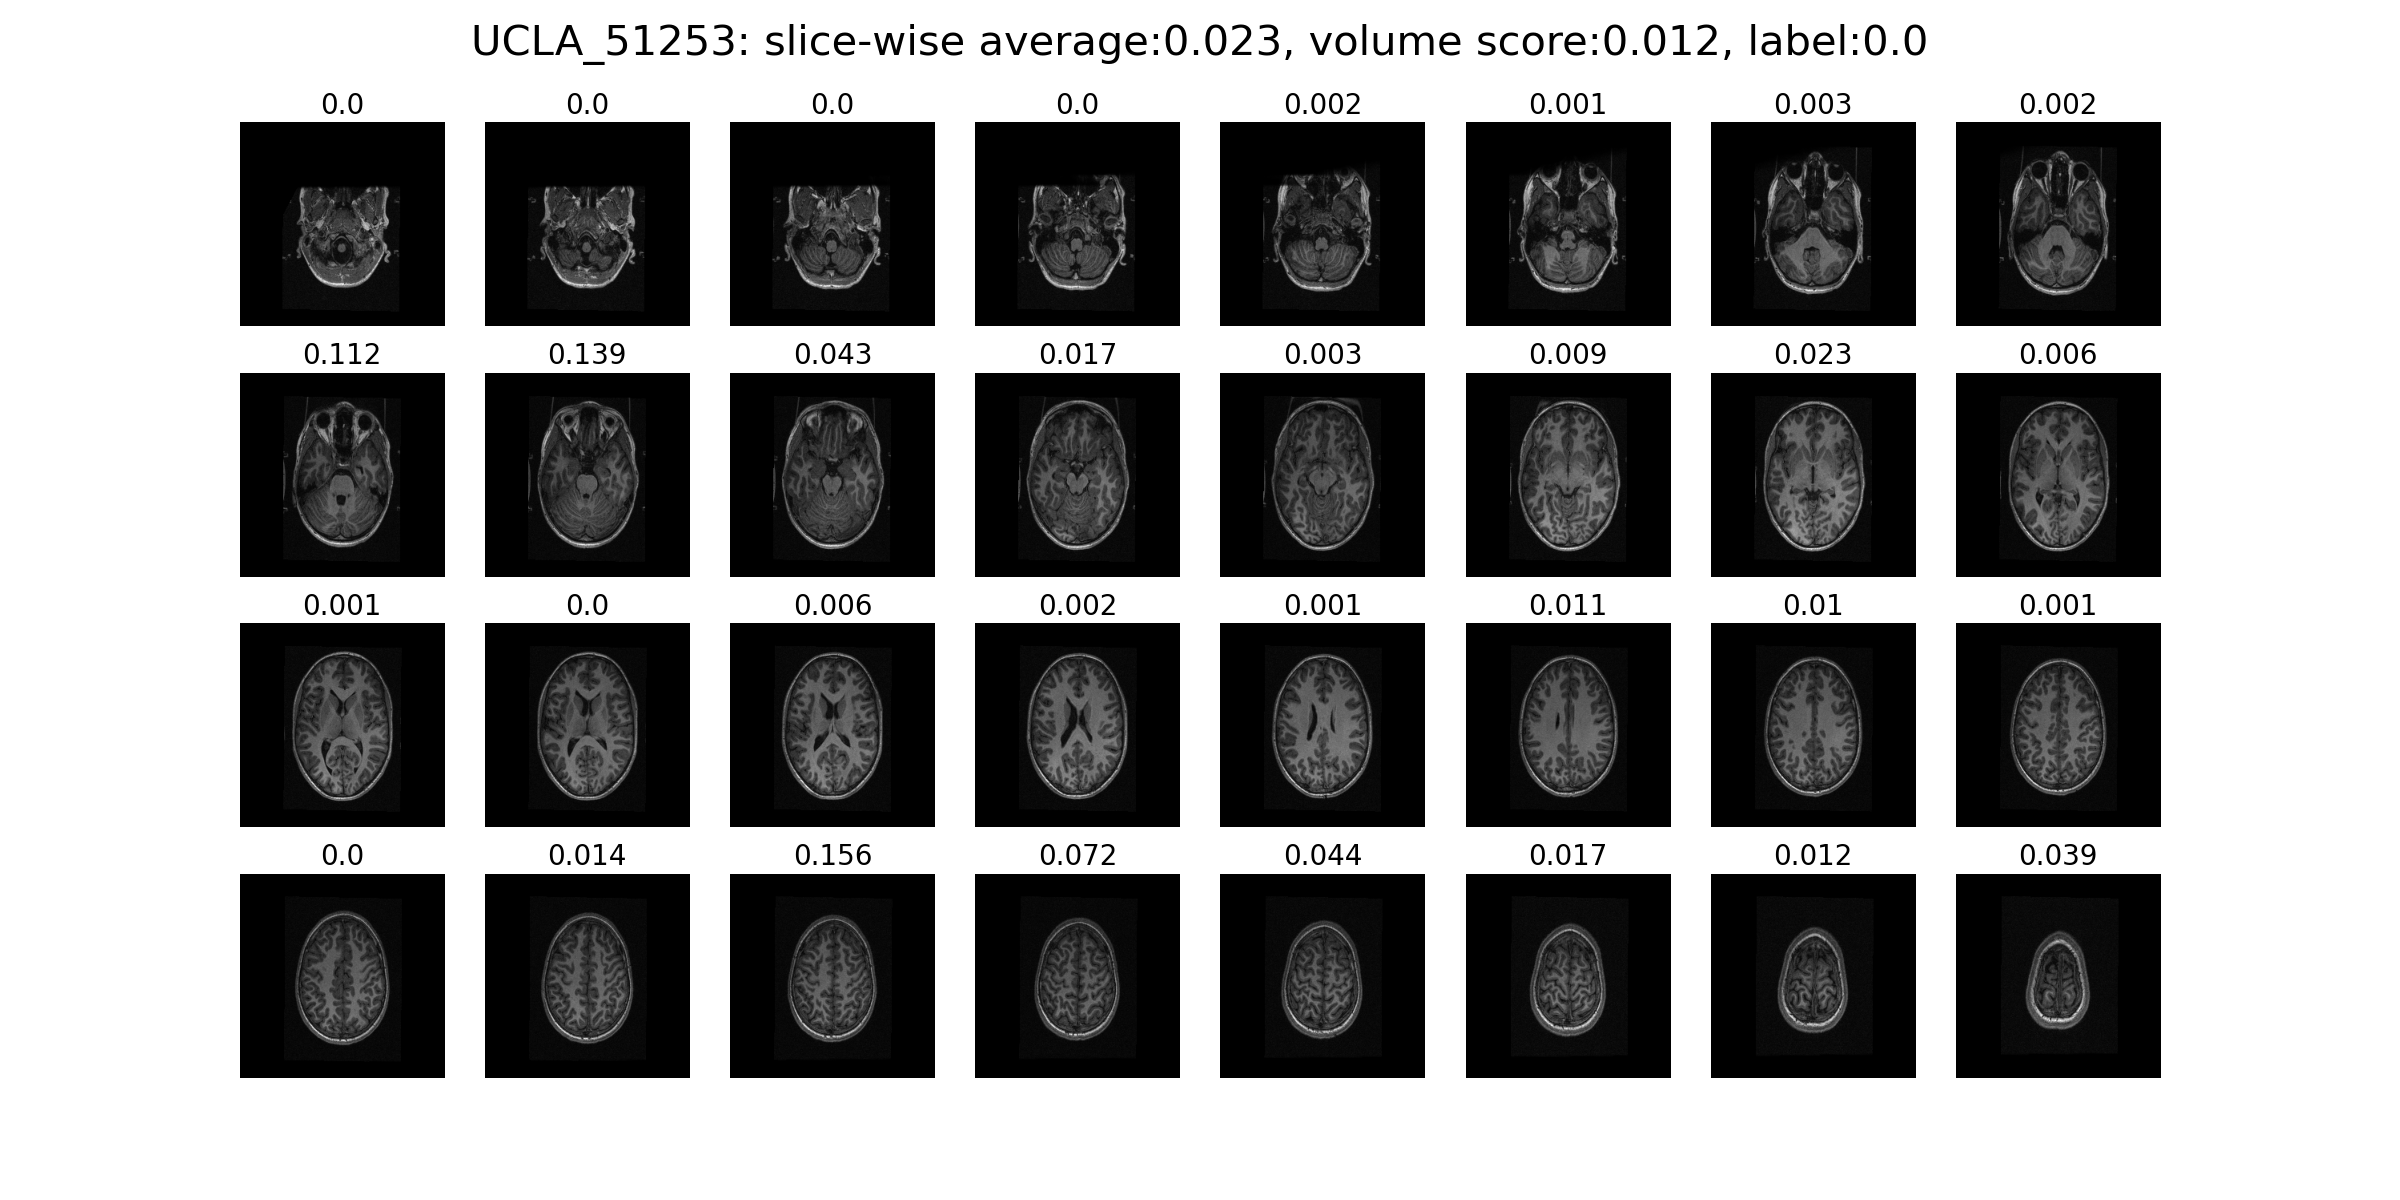 UCLA_51253: slice-wise average:0.023, volume score:0.012, label:0.0
0.0 0.0 0.0 0.0 0.002 0.001 0.003 0.002
0.112 0.139 0.043 0.017 0.003 0.009 0.023 0.006
0.001 0.0 0.006 0.002 0.001 0.011 0.01 0.001
0.0 0.014 0.156 0.072 0.044 0.017 0.012 0.039